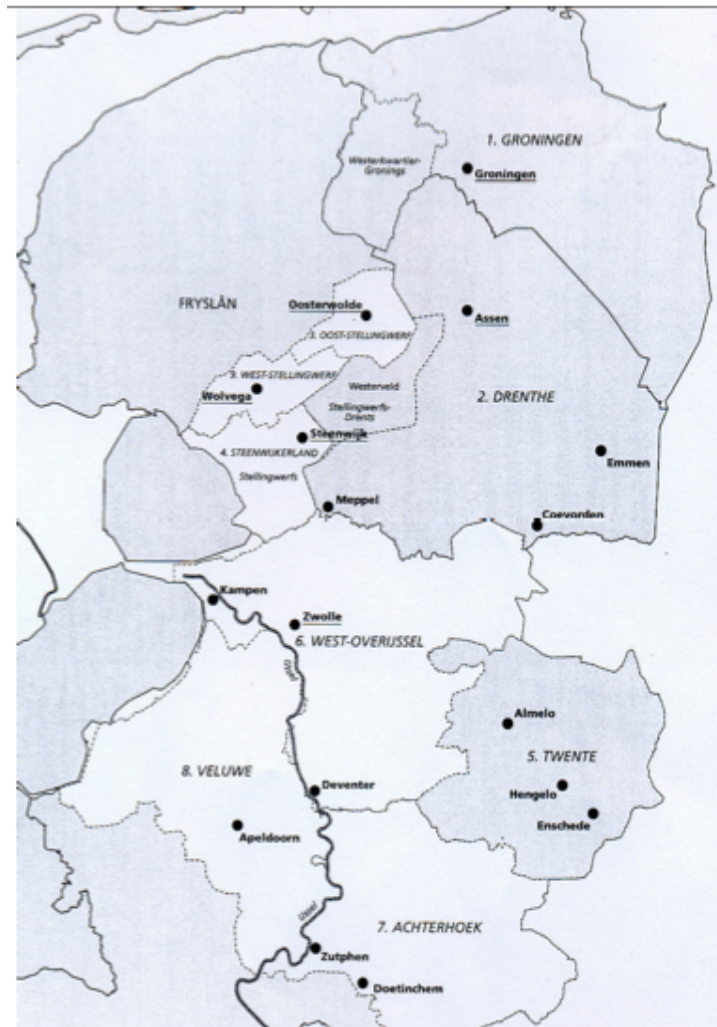 1. GRONINGEN
Westerkwartier-
Gronings
Groningen
FRYSLÂN
Oosterwolde
Assen
3. OOST-STELLINGWERF
3. WEST-STELLINGWERF
Westerveld
Wolvega
2. DRENTHE
Stellingwerfs-
Drents
Steenwijk
4. STEENWIJKERLAND
Emmen
Stellingwerfs
Meppel
Coevorden
Kampen
Zwolle
6. WEST-OVERIJSSEL
IJssel
Almelo
5. TWENTE
8. VELUWE
Deventer
Hengelo
Enschede
Apeldoorn
IJssel
7. ACHTERHOEK
Zutphen
Doetinchem